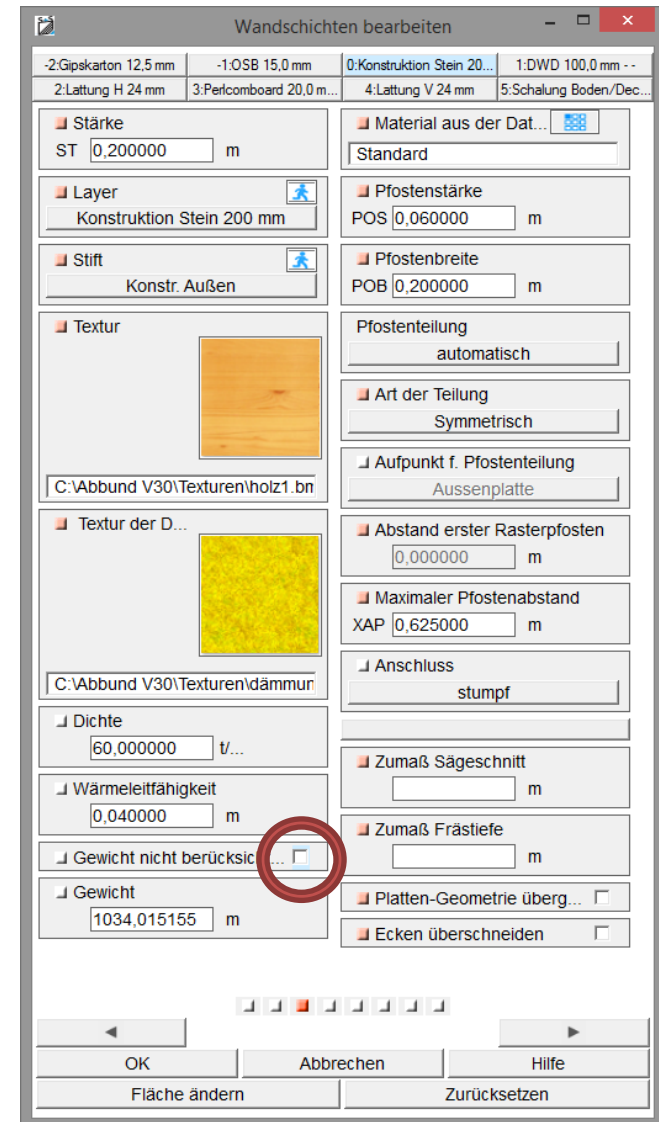 Wandschichten bearbeiten
-2:Gipskarton 12,5 mm
-1:OSB 15,0 mm
0:Konstruktion Stein 20...
1:DWD 100,0 mm --
2:Lattung H 24 mm
3:Perlcomboard 20,0 m...
4:Lattung V 24 mm
5:Schalung Boden/Dec...
Stärke
ST 0,200000 m
Layer
Konstruktion Stein 200 mm
Stift
Konstr. Außen
Textur
C:\Abbund V30\Texturen\holz1.bm
Textur der D...
C:\Abbund V30\Texturen\dämmun
Dichte
60,000000 t/...
Wärmeleitfähigkeit
0,040000 m
Gewicht nicht berücksich...
Gewicht
1034,015155 m
Material aus der Dat...
Standard
Pfostenstärke
POS 0,060000 m
Pfostenbreite
POB 0,200000 m
Pfostenteilung
automatisch
Art der Teilung
Symmetrisch
Aufpunkt f. Pfostenteilung
Aussenplatte
Abstand erster Rasterpfosten
0,000000 m
Maximaler Pfostenabstand
XAP 0,625000 m
Anschluss
stumpf
Zumaß Sägeschnitt
m
Zumaß Frästiefe
m
Platten-Geometrie überg...
Ecken überschneiden
OK
Abbrechen
Hilfe
Fläche ändern
Zurücksetzen